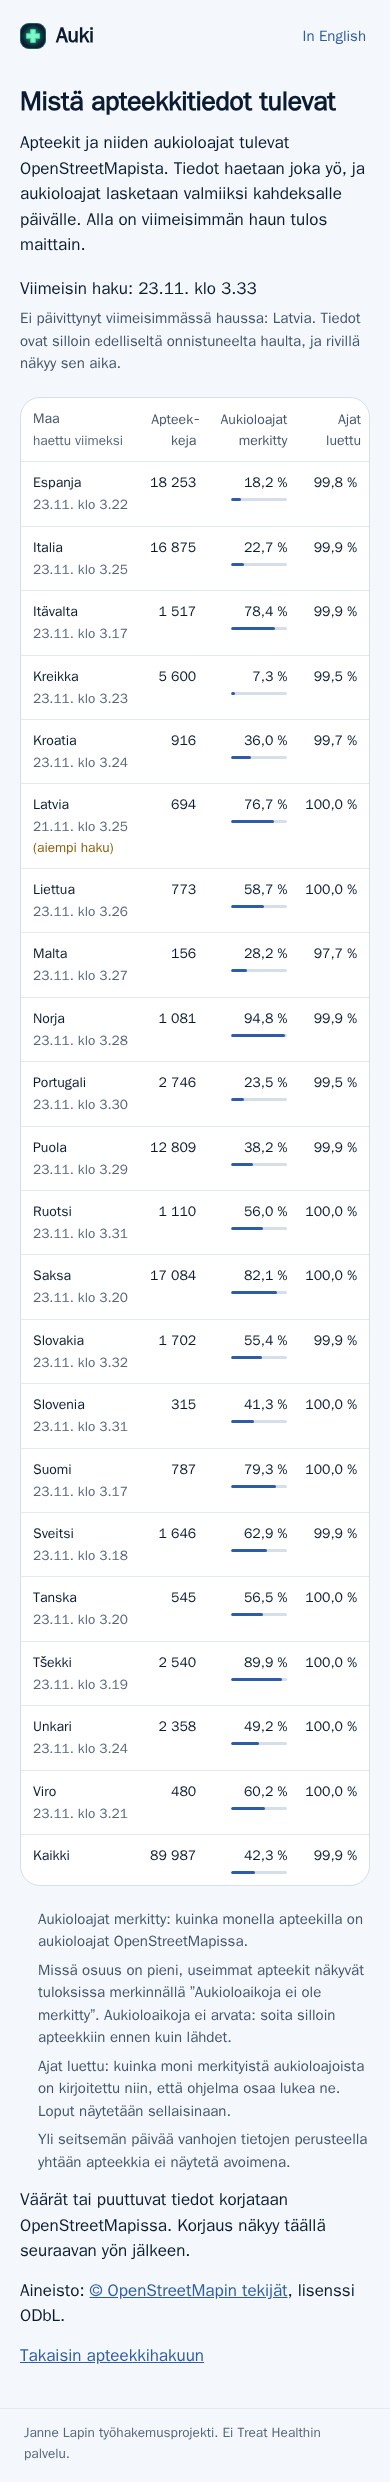 Auki
In English
Mistä apteekkitiedot tulevat
Apteekit ja niiden aukioloajat tulevat
OpenStreetMapista. Tiedot haetaan joka yö, ja
aukioloajat lasketaan valmiiksi kahdeksalle
päivälle. Alla on viimeisimmän haun tulos
maittain.
Viimeisin haku: 23.11. klo 3.33
Ei päivittynyt viimeisimmässä haussa: Latvia. Tiedot
ovat silloin edelliseltä onnistuneelta haulta, ja rivillä
näkyy sen aika.
Maa Apteek- Aukioloajat Ajat
haettu viimeksi keja merkitty luettu
Espanja 18 253 18,2 % 99,8 %
23.11. klo 3.22
Italia 16 875 22,7 % 99,9 %
23.11. klo 3.25
Itävalta 1 517 78,4 % 99,9 %
23.11. klo 3.17
Kreikka 5 600 7,3 % 99,5 %
23.11. klo 3.23
Kroatia 916 36,0 % 99,7 %
23.11. klo 3.24
Latvia 694 76,7 % 100,0 %
21.11. klo 3.25
(aiempi haku)
Liettua 773 58,7 % 100,0 %
23.11. klo 3.26
Malta 156 28,2 % 97,7 %
23.11. klo 3.27
Norja 1 081 94,8 % 99,9 %
23.11. klo 3.28
Portugali 2 746 23,5 % 99,5 %
23.11. klo 3.30
Puola 12 809 38,2 % 99,9 %
23.11. klo 3.29
Ruotsi 1 110 56,0 % 100,0 %
23.11. klo 3.31
Saksa 17 084 82,1 % 100,0 %
23.11. klo 3.20
Slovakia 1 702 55,4 % 99,9 %
23.11. klo 3.32
Slovenia 315 41,3 % 100,0 %
23.11. klo 3.31
Suomi 787 79,3 % 100,0 %
23.11. klo 3.17
Sveitsi 1 646 62,9 % 99,9 %
23.11. klo 3.18
Tanska 545 56,5 % 100,0 %
23.11. klo 3.20
Tšekki 2 540 89,9 % 100,0 %
23.11. klo 3.19
Unkari 2 358 49,2 % 100,0 %
23.11. klo 3.24
Viro 480 60,2 % 100,0 %
23.11. klo 3.21
Kaikki 89 987 42,3 % 99,9 %
Aukioloajat merkitty: kuinka monella apteekilla on
aukioloajat OpenStreetMapissa.
Missä osuus on pieni, useimmat apteekit näkyvät
tuloksissa merkinnällä ”Aukioloaikoja ei ole
merkitty”. Aukioloaikoja ei arvata: soita silloin
apteekkiin ennen kuin lähdet.
Ajat luettu: kuinka moni merkityistä aukioloajoista
on kirjoitettu niin, että ohjelma osaa lukea ne.
Loput näytetään sellaisinaan.
Yli seitsemän päivää vanhojen tietojen perusteella
yhtään apteekkia ei näytetä avoimena.
Väärät tai puuttuvat tiedot korjataan
OpenStreetMapissa. Korjaus näkyy täällä
seuraavan yön jälkeen.
Aineisto: © OpenStreetMapin tekijät, lisenssi
ODbL.
Takaisin apteekkihakuun
Janne Lapin työhakemusprojekti. Ei Treat Healthin
palvelu.